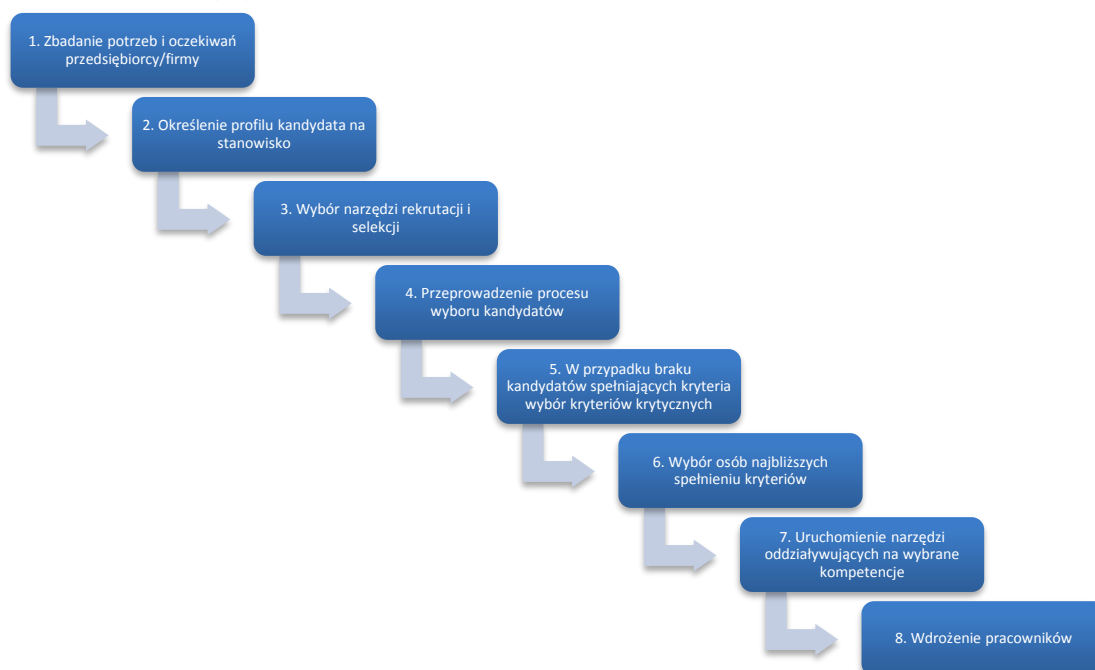 1. Zbadanie potrzeb i oczekiwań
przedsiębiorcy/firmy
2. Określenie profilu kandydata na
stanowisko
3. Wybór narzędzi rekrutacji i
selekcji
4. Przeprowadzenie procesu
wyboru kandydatów
5. W przypadku braku
kandydatów spełniających kryteria
wybór kryteriów krytycznych
6. Wybór osób najbliższych
spełnieniu kryteriów
7. Uruchomienie narzędzi
oddziaływujących na wybrane
kompetencje
8. Wdrożenie pracowników